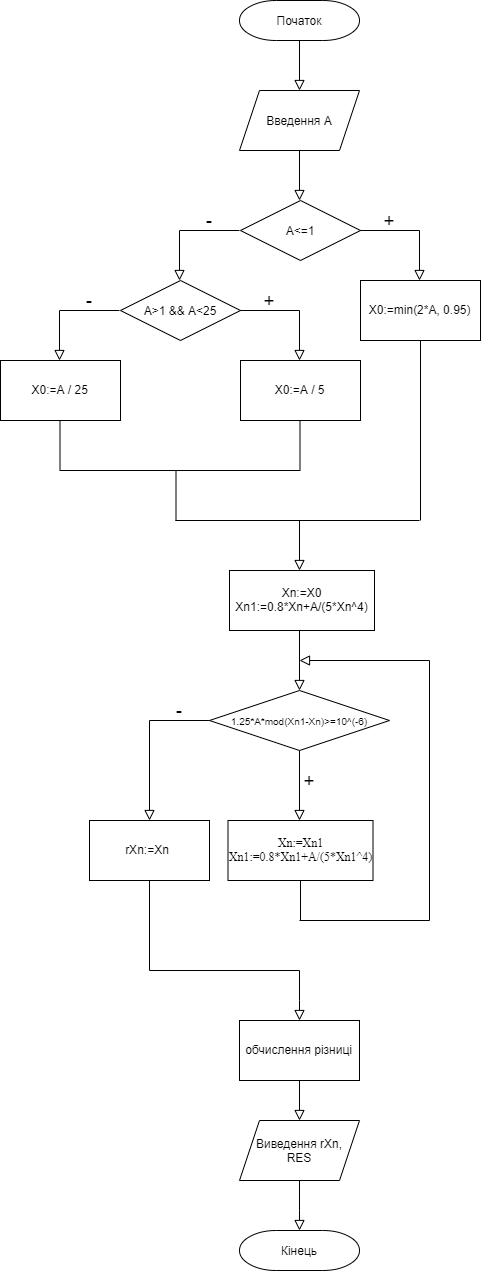 Початок
Введення A
A<=1
-
+
A>1 && A<25
X0:=min(2*A, 0.95)
-
+
X0:=A / 25
X0:=A / 5
Xn:=X0
Xn1:=0.8*Xn+A/(5*Xn^4)
1.25*A*mod(Xn1-Xn)>=10^(-6)
-
+
rXn:=Xn
Xn:=Xn1
Xn1:=0.8*Xn1+A/(5*Xn1^4)
обчислення різниці
Виведення rXn,
RES
Кінець